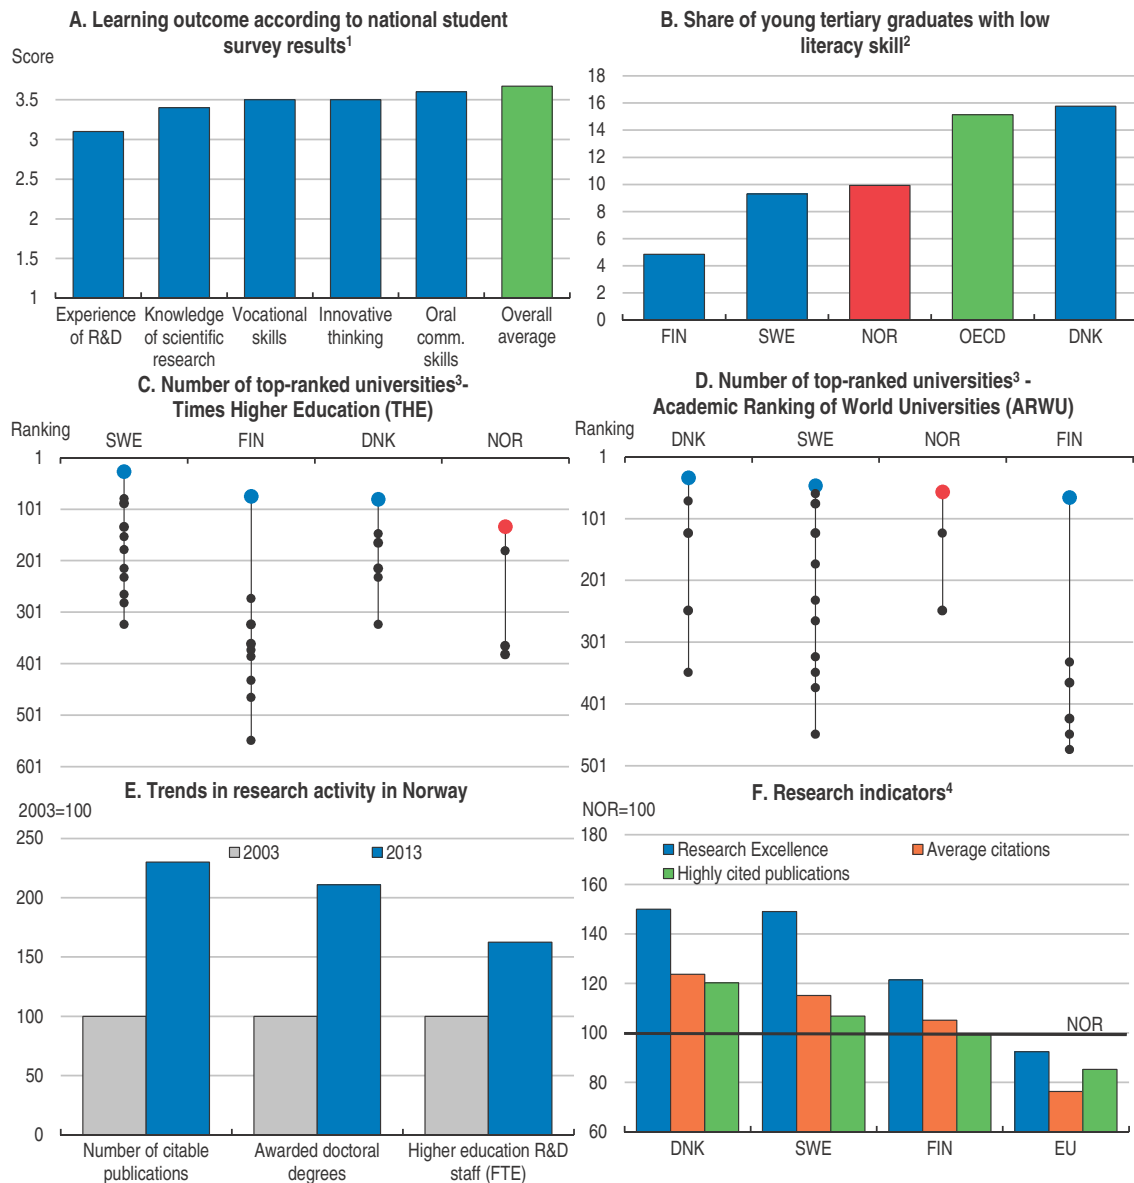 A. Learning outcome according to national student
survey results1
Score
3.5
3
2.5
2
1.5
1
Experience
of R&D
Knowledge
of scientific
research
Vocational
skills
Innovative
thinking
Oral
comm.
skills
Overall
average
B. Share of young tertiary graduates with low
literacy skill2
18
16
14
12
10
8
6
4
2
0
FIN
SWE
NOR
OECD
DNK
C. Number of top-ranked universities3-
Times Higher Education (THE)
Ranking
SWE
FIN
DNK
NOR
1
101
201
301
401
501
601
D. Number of top-ranked universities3 -
Academic Ranking of World Universities (ARWU)
Ranking
DNK
SWE
NOR
FIN
1
101
201
301
401
501
E. Trends in research activity in Norway
2003=100
250
200
150
100
50
0
2003
2013
Number of citable
publications
Awarded doctoral
degrees
Higher education R&D
staff (FTE)
F. Research indicators4
NOR=100
180
160
140
120
100
80
60
Research Excellence
Average citations
Highly cited publications
NOR
DNK
SWE
FIN
EU